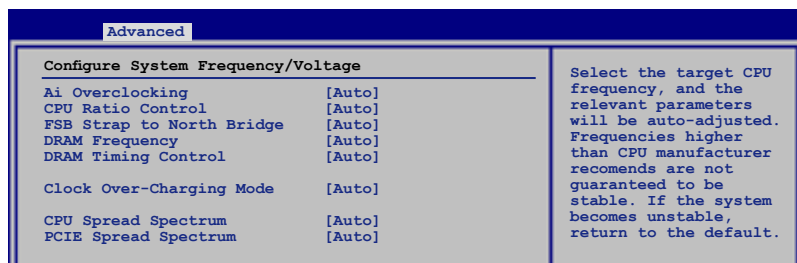 Advanced
Configure System Frequency/Voltage
Ai Overclocking [Auto]
CPU Ratio Control [Auto]
FSB Strap to North Bridge [Auto]
DRAM Frequency [Auto]
DRAM Timing Control [Auto]
Clock Over-Charging Mode [Auto]
CPU Spread Spectrum [Auto]
PCIE Spread Spectrum [Auto]
Select the target CPU
frequency, and the
relevant parameters
will be auto-adjusted.
Frequencies higher
than CPU manufacturer
recomends are not
guaranteed to be
stable. If the system
becomes unstable,
return to the default.